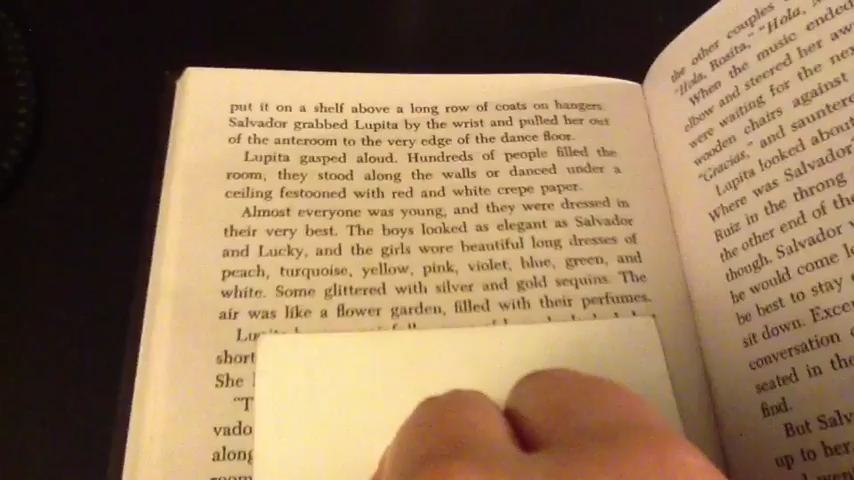 put it on a shelf above a long row of coats on hangers.
Salvador grabbed Lupita by the wrist and pulled her out
of the anteroom to the very edge of the dance floor.
Lupita gasped aloud. Hundreds of people filled the
room, they stood along the walls or danced under a
ceiling festooned with red and white crepe paper.
Almost everyone was young, and they were dressed in
their very best. The boys looked as elegant as Salvador
and Lucky, and the girls wore beautiful long dresses of
peach, turquoise, yellow, pink, violet, blue, green, and
white. Some glittered with silver and gold sequins. The
air was like a flower garden, filled with their perfumes.
short
She
"T
vado
along
the other couples
"Hola, Rosita," "Hola,
When the music ended
elbow and steered her aw
were waiting for the nex
wooden chairs against
"Gracias," and saunter
Lupita looked about
Where was Salvador
Ruiz in the throng
the other end of the
though. Salvador
he would come
be best to stay
sit down. Excep
conversation
seated in the
find.
But Salv
up to her